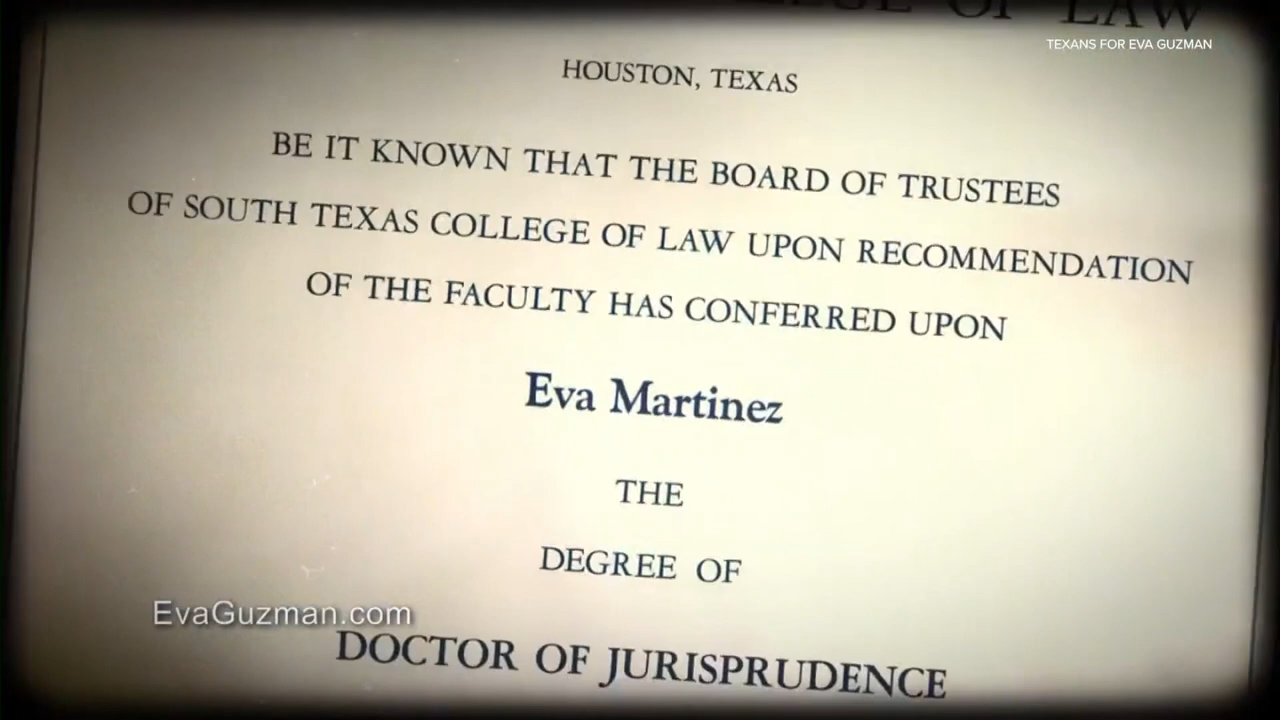 OF LAW
TEXANS FOR EVA GUZMAN
HOUSTON, TEXAS
BE IT KNOWN THAT THE BOARD OF TRUSTEES
OF SOUTH TEXAS COLLEGE OF LAW UPON RECOMMENDATION
OF THE FACULTY HAS CONFERRED UPON
Eva Martinez
THE
DEGREE OF
EvaGuzman.com
DOCTOR OF JURISPRUDENCE